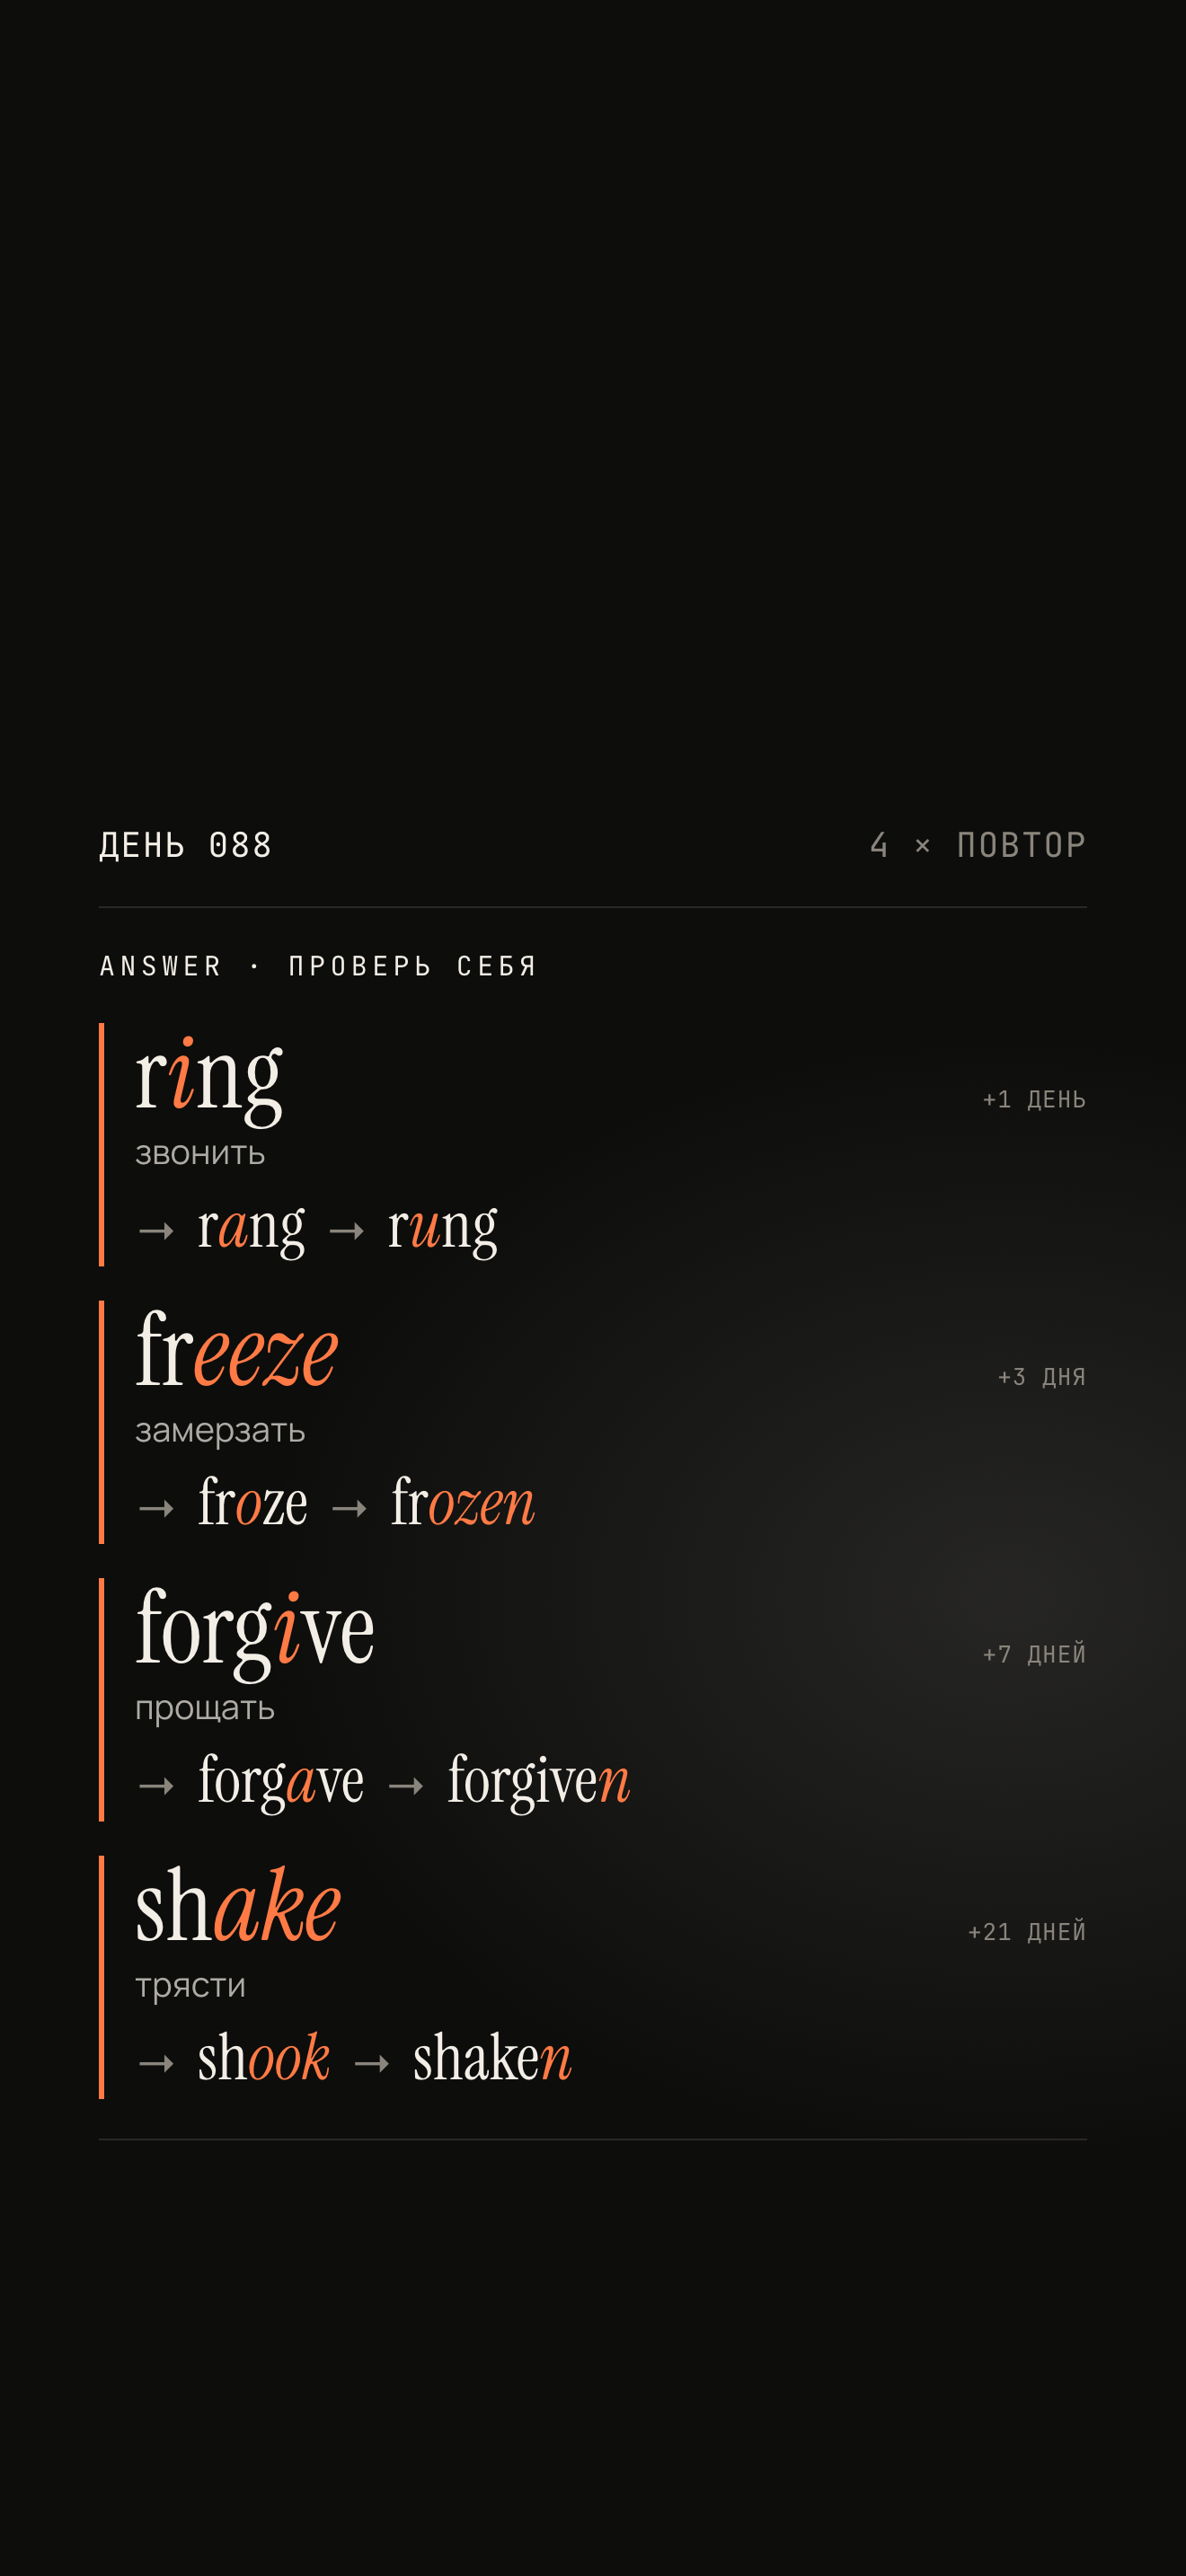 ДЕНЬ 088 4 × ПОВТОР
ANSWER · ПРОВЕРЬ СЕБЯ
ring +1 ДЕНЬ
звонить
→ rang → rung
freeze +3 ДНЯ
замерзать
→ froze → frozen
forgive +7 ДНЕЙ
прощать
→ forgave → forgiven
shake +21 ДНЕЙ
трясти
→ shook → shaken